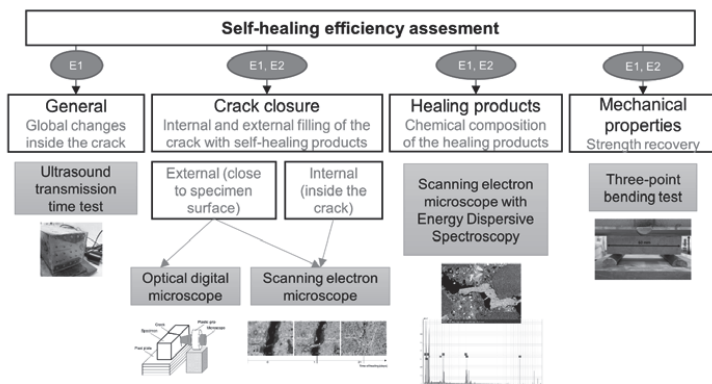 Self-healing efficiency assesment
E1
E1, E2
E1, E2
E1, E2
General
Global changes
inside the crack
Crack closure
Internal and external filling of the
crack with self-healing products
Healing products
Chemical composition
of the healing products
Mechanical
properties
Strength recovery
Ultrasound
transmission
time test
External (close
to specimen
surface)
Internal
(inside the
crack)
Scanning electron
microscope with
Energy Dispersive
Spectroscopy
Three-point
bending test
Optical digital
microscope
Scanning electron
microscope
Specimen